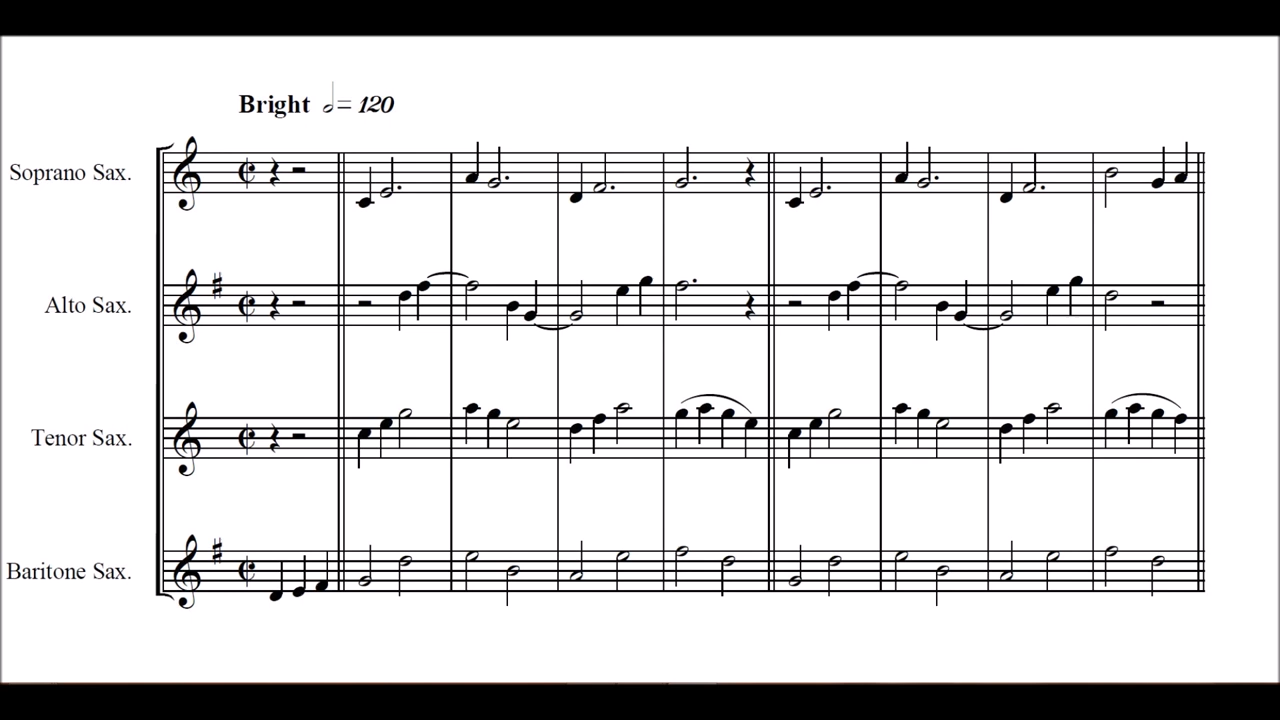 Bright 𝅗𝅥 = 120
Soprano Sax.
Alto Sax.
Tenor Sax.
Baritone Sax.